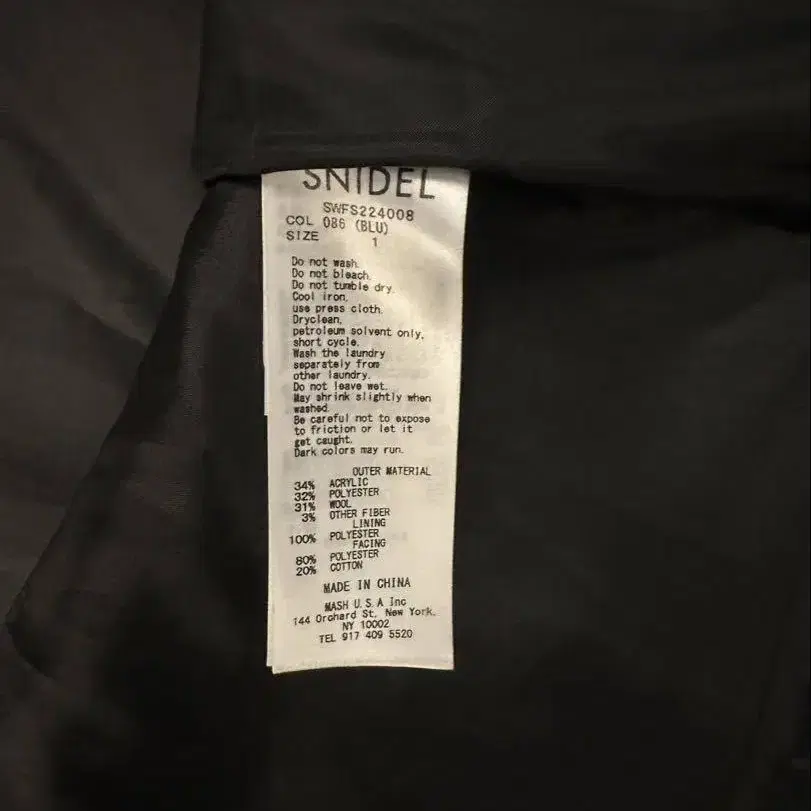 SNIDEL
SWFS224008
COL 086 (BLU)
SIZE 1
Do not wash.
Do not bleach.
Do not tumble dry.
Cool iron,
use press cloth.
Dryclean,
petroleum solvent only,
short cycle.
Wash the laundry
separately from
other laundry.
Do not leave wet.
May shrink slightly when
washed.
Be careful not to expose
to friction or let it
get caught.
Dark colors may run.
OUTER MATERIAL
34% ACRYLIC
32% POLYESTER
31% WOOL
3% OTHER FIBER
LINING
100% POLYESTER
FACING
80% POLYESTER
20% COTTON
MADE IN CHINA
MASH U.S.A Inc
144 Orchard St, New York,
NY 10002
TEL 917 409 5520